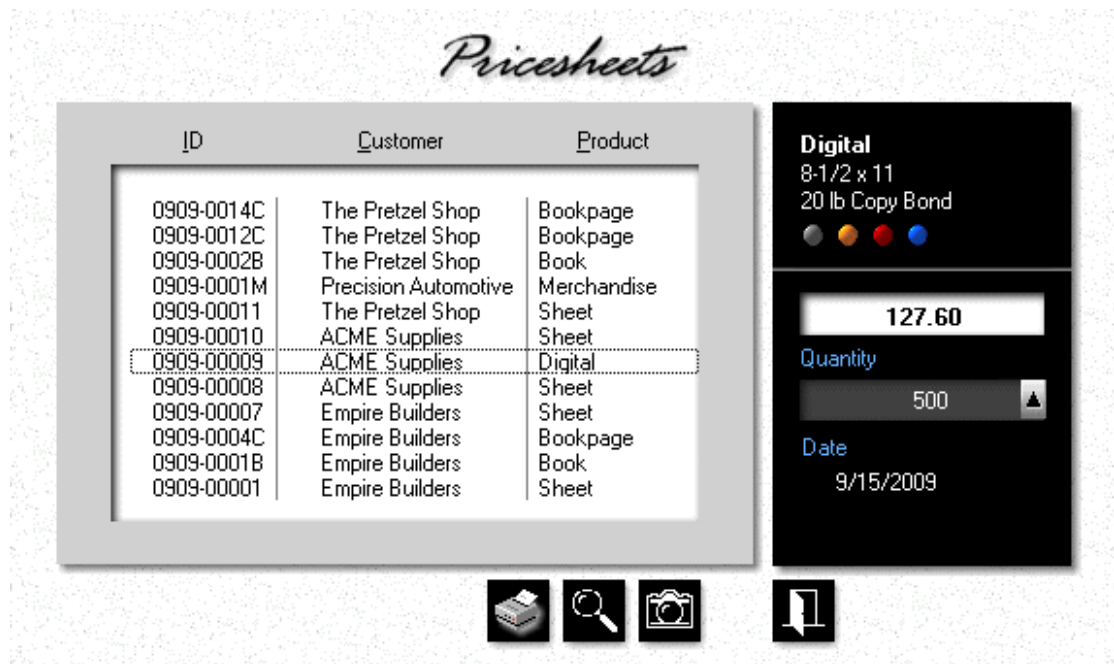 Pricesheets
ID Customer Product
0909-0014C The Pretzel Shop Bookpage
0909-0012C The Pretzel Shop Bookpage
0909-0002B The Pretzel Shop Book
0909-0001M Precision Automotive Merchandise
0909-00011 The Pretzel Shop Sheet
0909-00010 ACME Supplies Sheet
0909-00009 ACME Supplies Digital
0909-00008 ACME Supplies Sheet
0909-00007 Empire Builders Sheet
0909-0004C Empire Builders Bookpage
0909-0001B Empire Builders Book
0909-00001 Empire Builders Sheet
Digital
8-1/2 x 11
20 lb Copy Bond
127.60
Quantity
500
Date
9/15/2009